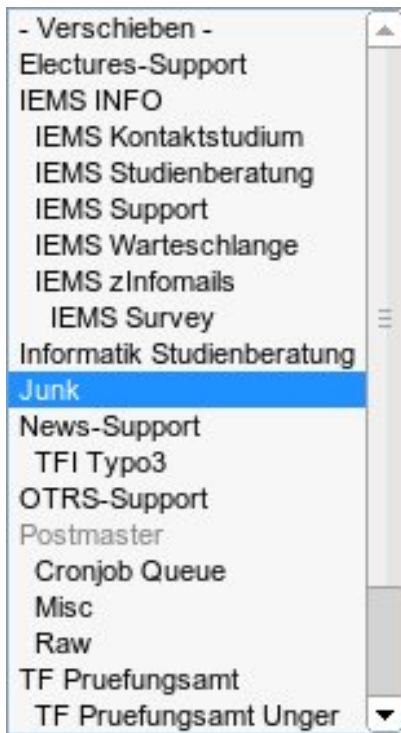 - Verschieben -
Electures-Support
IEMS INFO
IEMS Kontaktstudium
IEMS Studienberatung
IEMS Support
IEMS Warteschlange
IEMS zInfomails
IEMS Survey
Informatik Studienberatung
Junk
News-Support
TFI Typo3
OTRS-Support
Postmaster
Cronjob Queue
Misc
Raw
TF Pruefungsamt
TF Pruefungsamt Unger